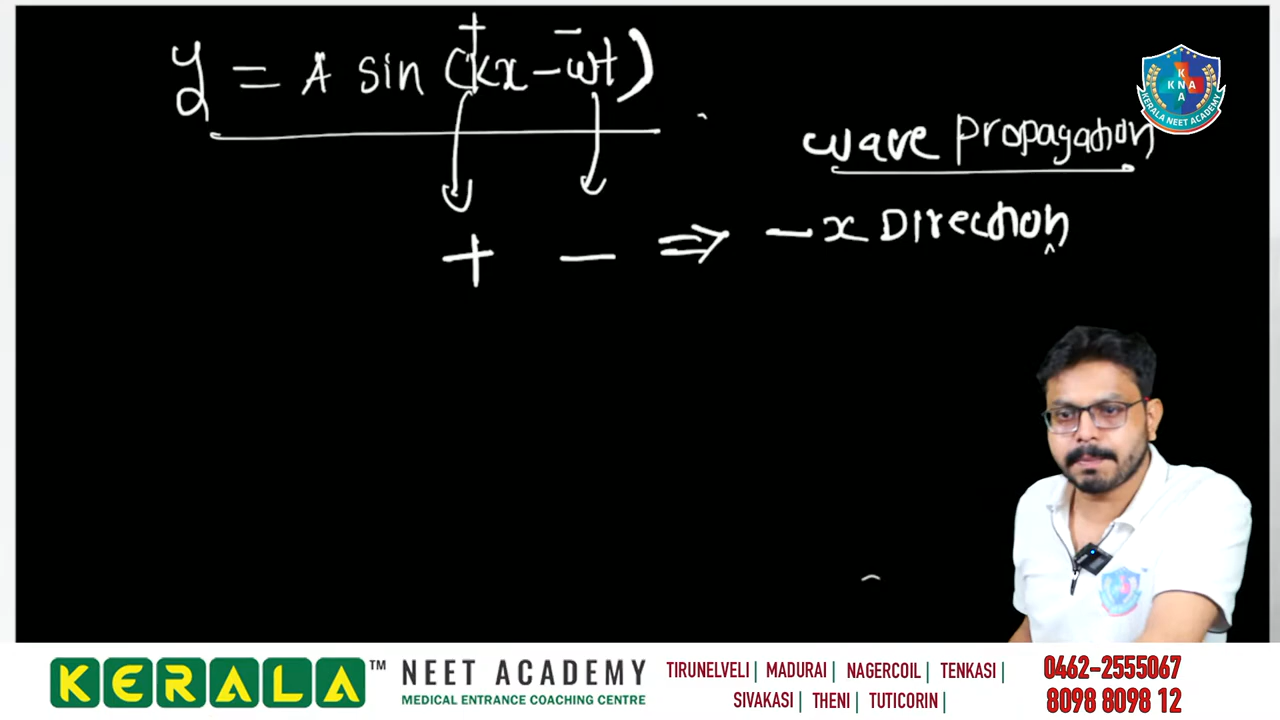 y = A sin (kx - ωt)
+ -
wave propagation
+ - ⇒ - x Direction
K
K N A
A
KERALA NEET ACADEMY
KERALA™ NEET ACADEMY
MEDICAL ENTRANCE COACHING CENTRE
TIRUNELVELI | MADURAI | NAGERCOIL | TENKASI |
SIVAKASI | THENI | TUTICORIN |
0462-2555067
8098 8098 12